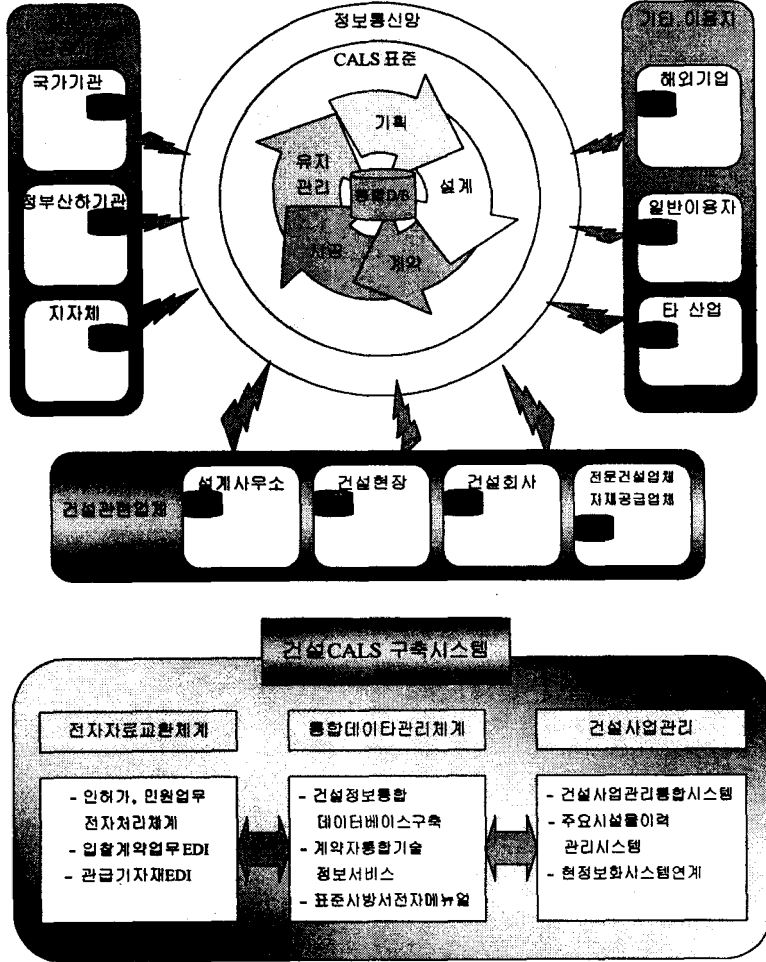 정보통신망
CALS 표준
기획
설계
계약
시공
유지
관리
통합D/B
국가기관
정부산하기관
지자체
기타 이용자
해외기업
일반이용자
타 산업
건설관련업체
설계사무소
건설현장
건설회사
전문건설업체
자재공급업체
건설CALS 구축시스템
전자자료교환체계
- 인허가, 민원업무
전자처리체계
- 입찰계약업무EDI
- 관급기자재EDI
통합데이타관리체계
- 건설정보통합
데이터베이스구축
- 계약자통합기술
정보서비스
- 표준시방서전자메뉴얼
건설사업관리
- 건설사업관리통합시스템
- 주요시설물이력
관리시스템
- 현정보화시스템연계